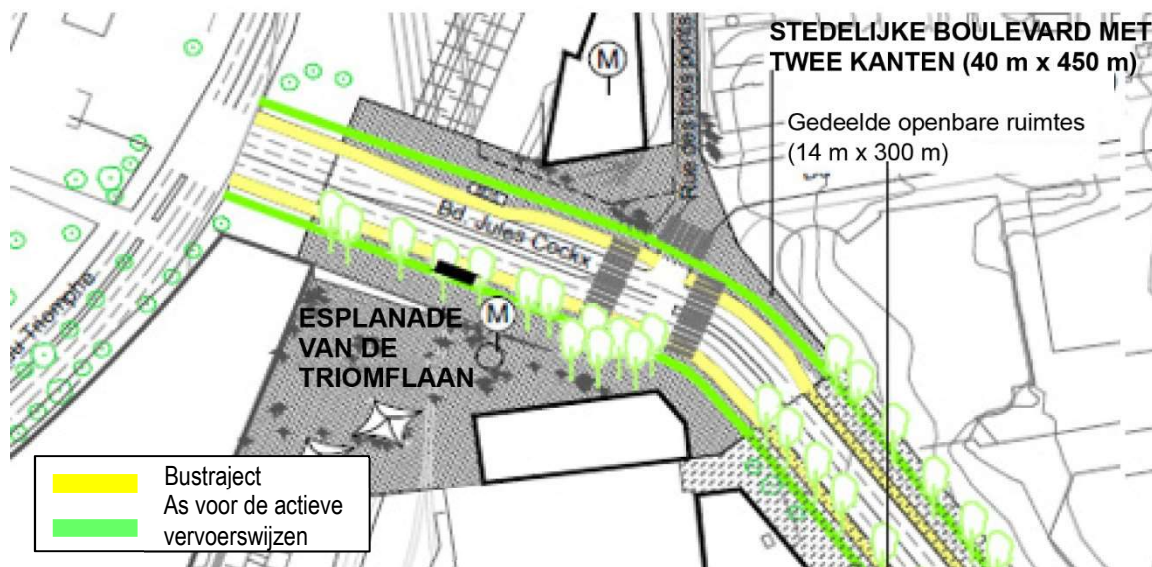 STEDELIJKE BOULEVARD MET
TWEE KANTEN (40 m x 450 m)
M
Gedeelde openbare ruimtes
(14 m x 300 m)
Rue des trois ponts
Bd Jules Cockx
M
ESPLANADE
VAN DE
TRIOMFLAAN
Triomphe
Bustraject
As voor de actieve
vervoerswijzen